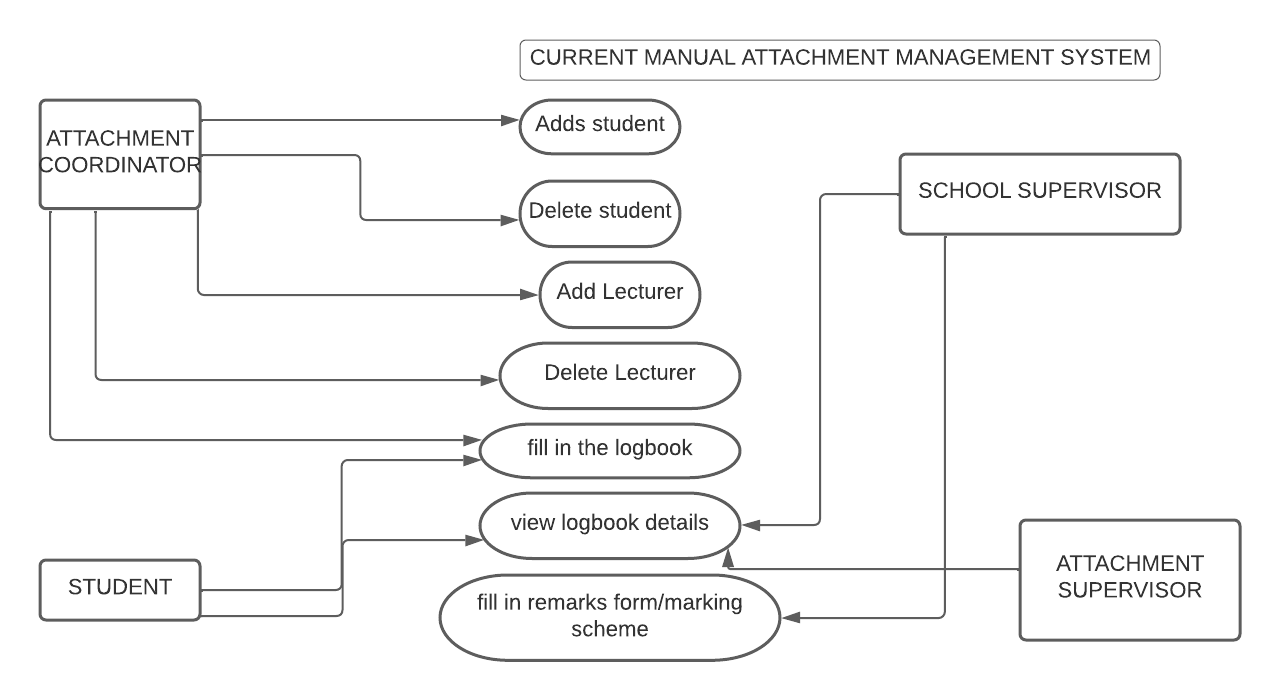 CURRENT MANUAL ATTACHMENT MANAGEMENT SYSTEM
ATTACHMENT
COORDINATOR
Adds student
Delete student
SCHOOL SUPERVISOR
Add Lecturer
Delete Lecturer
fill in the logbook
view logbook details
STUDENT
ATTACHMENT
SUPERVISOR
fill in remarks form/marking
scheme